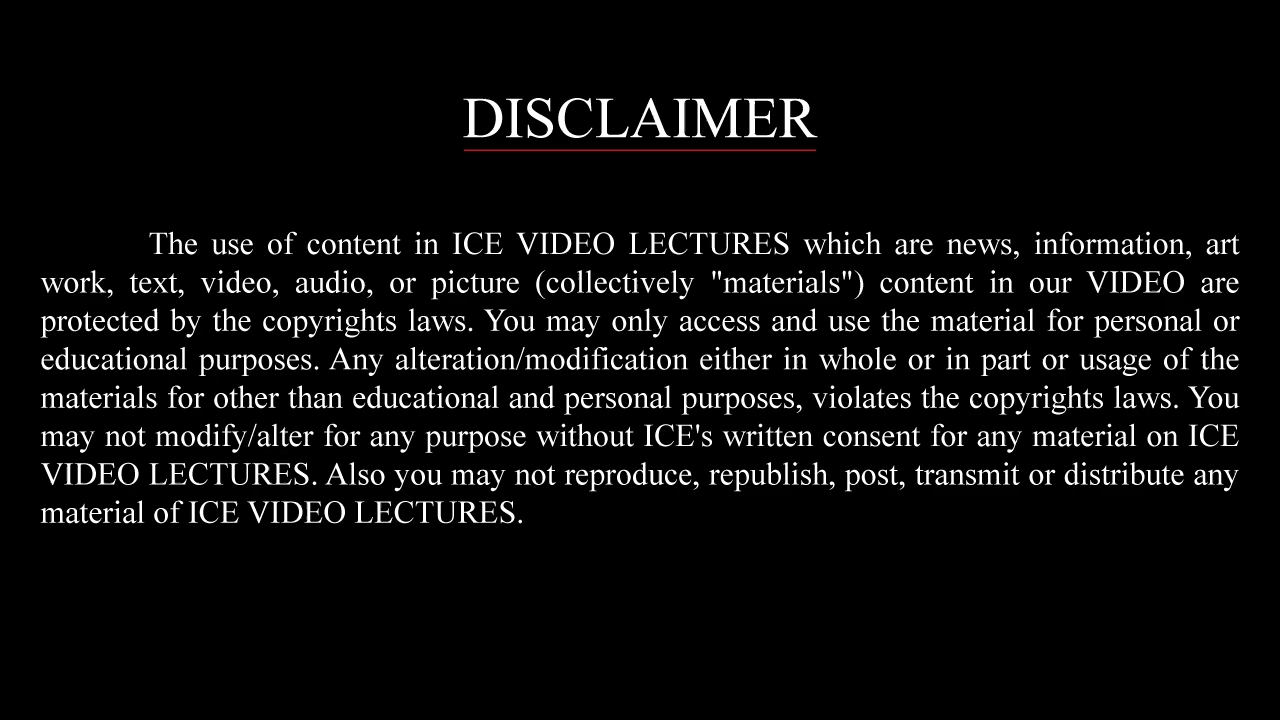 DISCLAIMER
The use of content in ICE VIDEO LECTURES which are news, information, art
work, text, video, audio, or picture (collectively "materials") content in our VIDEO are
protected by the copyrights laws. You may only access and use the material for personal or
educational purposes. Any alteration/modification either in whole or in part or usage of the
materials for other than educational and personal purposes, violates the copyrights laws. You
may not modify/alter for any purpose without ICE's written consent for any material on ICE
VIDEO LECTURES. Also you may not reproduce, republish, post, transmit or distribute any
material of ICE VIDEO LECTURES.